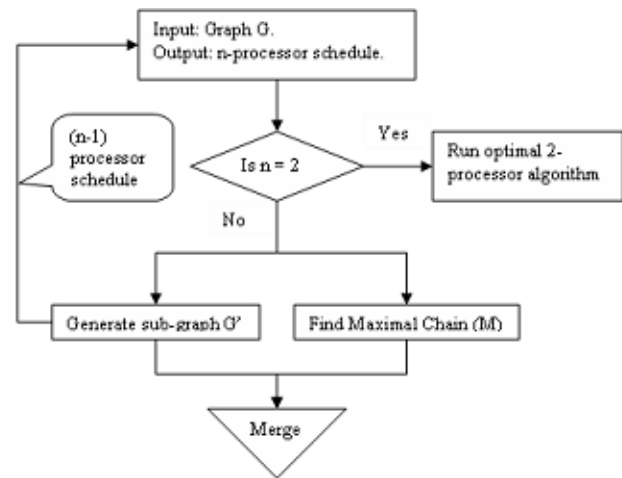 Input: Graph G.
Output: n-processor schedule.
(n-1)
processor
schedule
Is n = 2
Yes
Run optimal 2-
processor algorithm
No
Generate sub-graph G'
Find Maximal Chain (M)
Merge